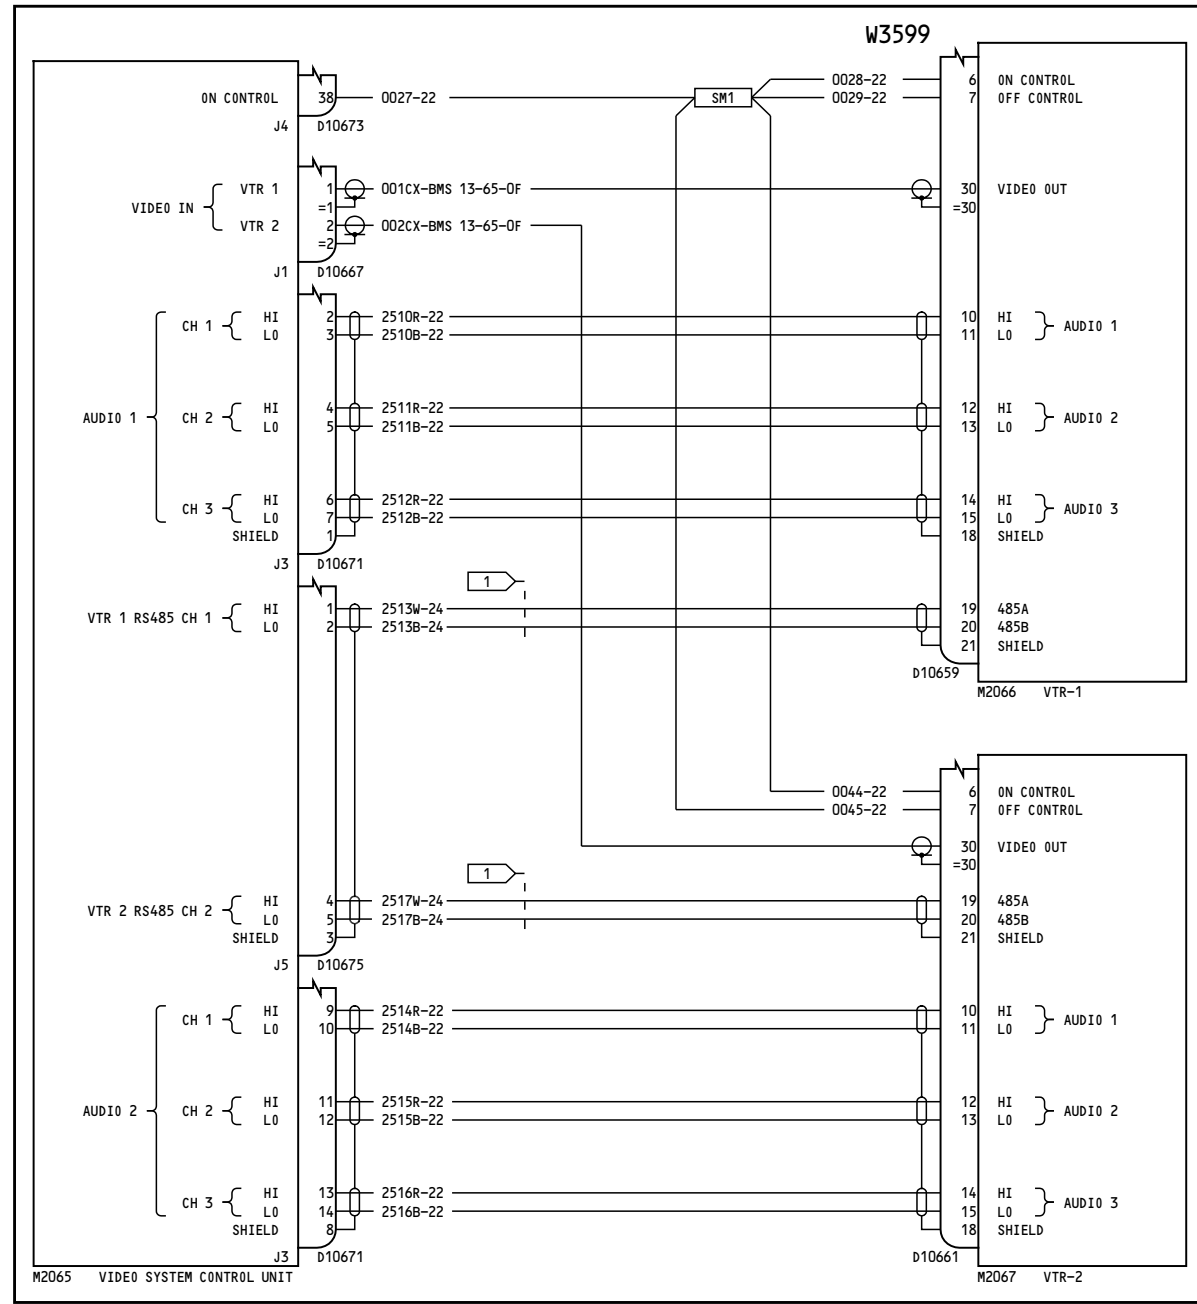 W3599
0028-22 6 ON CONTROL
ON CONTROL 38 0027-22 SM1 0029-22 7 OFF CONTROL
J4 D10673
VTR 1 1 001CX-BMS 13-65-0F 30 VIDEO OUT
VIDEO IN =1 =30
VTR 2 2 002CX-BMS 13-65-0F
=2
J1 D10667
HI 2 2510R-22 10 HI
CH 1 AUDIO 1
LO 3 2510B-22 11 LO
HI 4 2511R-22 12 HI
AUDIO 1 CH 2 AUDIO 2
LO 5 2511B-22 13 LO
HI 6 2512R-22 14 HI
CH 3 AUDIO 3
LO 7 2512B-22 15 LO
SHIELD 1 18 SHIELD
J3 D10671
1
HI 1 2513W-24 19 485A
VTR 1 RS485 CH 1
LO 2 2513B-24 20 485B
21 SHIELD
D10659
M2066 VTR-1
0044-22 6 ON CONTROL
0045-22 7 OFF CONTROL
30 VIDEO OUT
=30
1
HI 4 2517W-24 19 485A
VTR 2 RS485 CH 2
LO 5 2517B-24 20 485B
SHIELD 3 21 SHIELD
J5 D10675
HI 9 2514R-22 10 HI
CH 1 AUDIO 1
LO 10 2514B-22 11 LO
HI 11 2515R-22 12 HI
AUDIO 2 CH 2 AUDIO 2
LO 12 2515B-22 13 LO
HI 13 2516R-22 14 HI
CH 3 AUDIO 3
LO 14 2516B-22 15 LO
SHIELD 8 18 SHIELD
J3 D10671 D10661
M2065 VIDEO SYSTEM CONTROL UNIT M2067 VTR-2